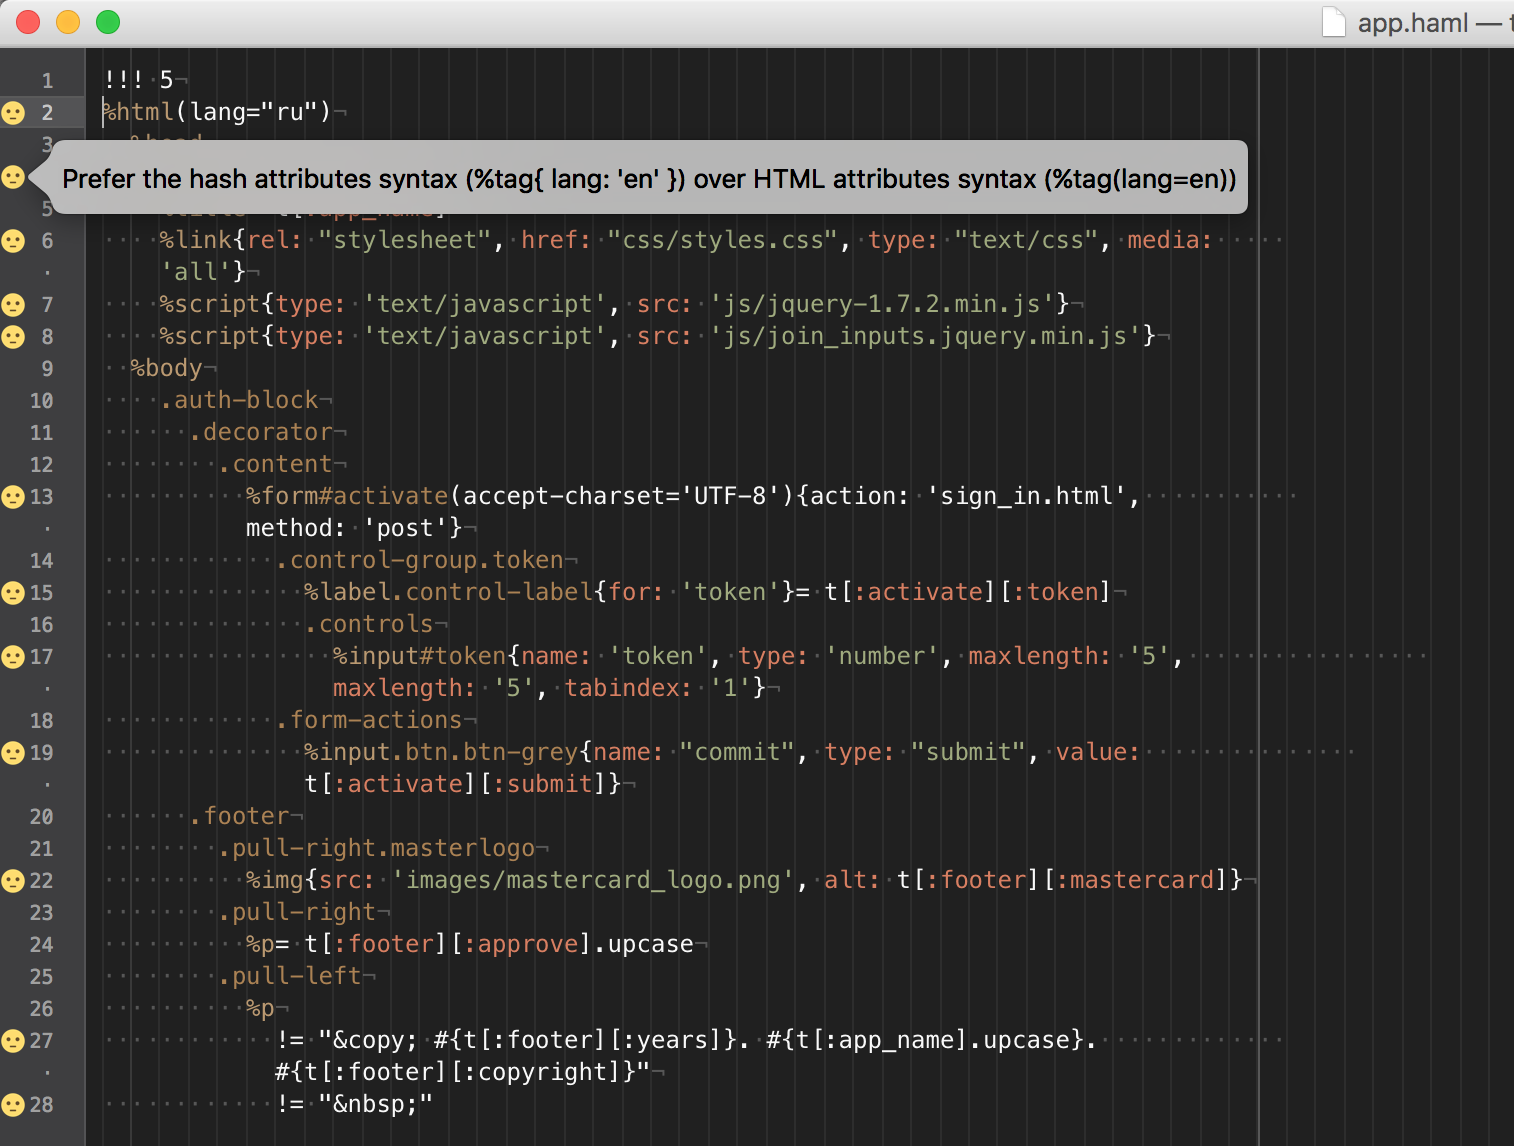 app.haml —
1 !!! 5
2 %html(lang="ru")
3
Prefer the hash attributes syntax (%tag{ lang: 'en' }) over HTML attributes syntax (%tag(lang=en))
5
6 %link{rel: "stylesheet", href: "css/styles.css", type: "text/css", media:
'all'}
7 %script{type: 'text/javascript', src: 'js/jquery-1.7.2.min.js'}
8 %script{type: 'text/javascript', src: 'js/join_inputs.jquery.min.js'}
9 %body
10 .auth-block
11 .decorator
12 .content
13 %form#activate(accept-charset='UTF-8'){action: 'sign_in.html',
method: 'post'}
14 .control-group.token
15 %label.control-label{for: 'token'}= t[:activate][:token]
16 .controls
17 %input#token{name: 'token', type: 'number', maxlength: '5',
maxlength: '5', tabindex: '1'}
18 .form-actions
19 %input.btn.btn-grey{name: "commit", type: "submit", value:
t[:activate][:submit]}
20 .footer
21 .pull-right.masterlogo
22 %img{src: 'images/mastercard_logo.png', alt: t[:footer][:mastercard]}
23 .pull-right
24 %p= t[:footer][:approve].upcase
25 .pull-left
26 %p
27 != "&copy; #{t[:footer][:years]}. #{t[:app_name].upcase}.
#{t[:footer][:copyright]}"
28 != "&nbsp;"